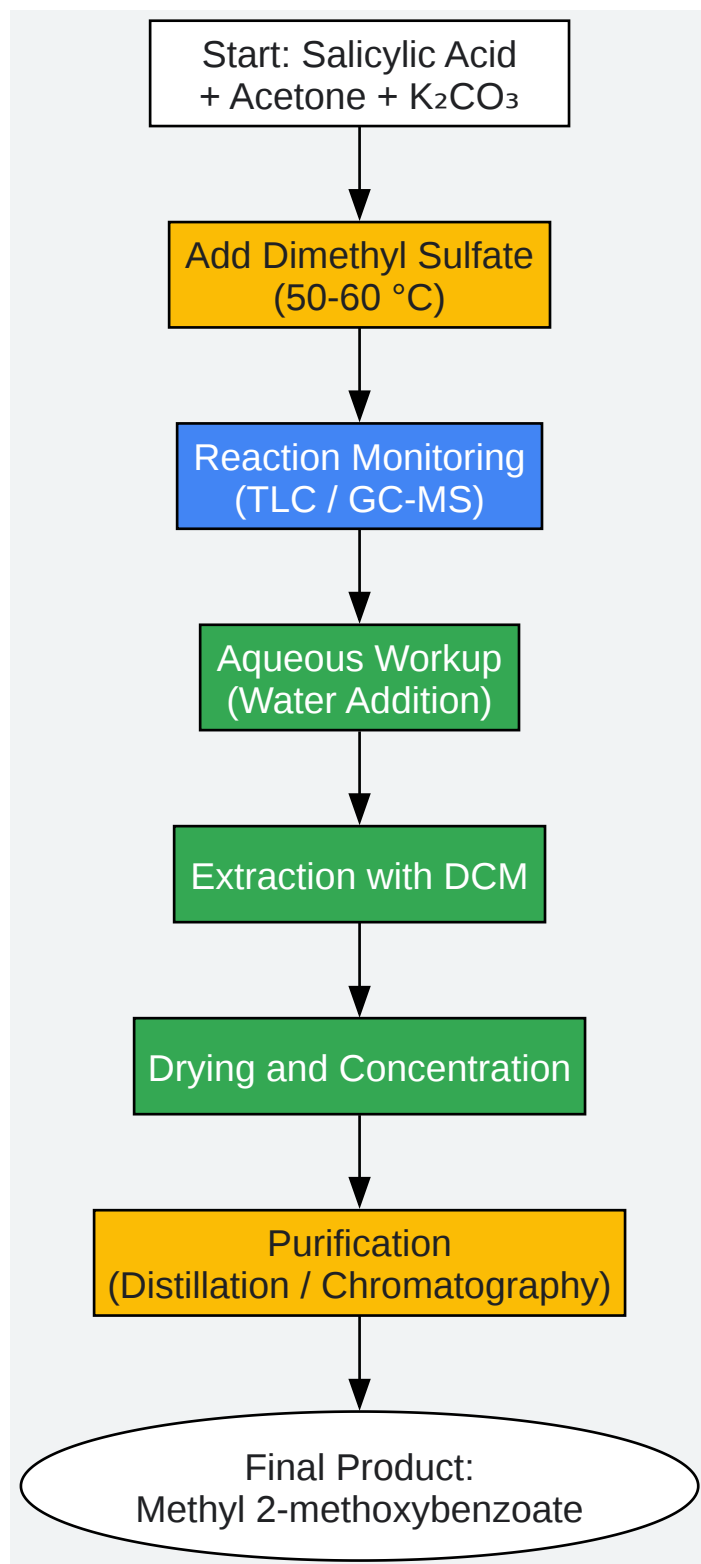 Start: Salicylic Acid
+ Acetone + K₂CO₃
Add Dimethyl Sulfate
(50-60 °C)
Reaction Monitoring
(TLC / GC-MS)
Aqueous Workup
(Water Addition)
Extraction with DCM
Drying and Concentration
Purification
(Distillation / Chromatography)
Final Product:
Methyl 2-methoxybenzoate